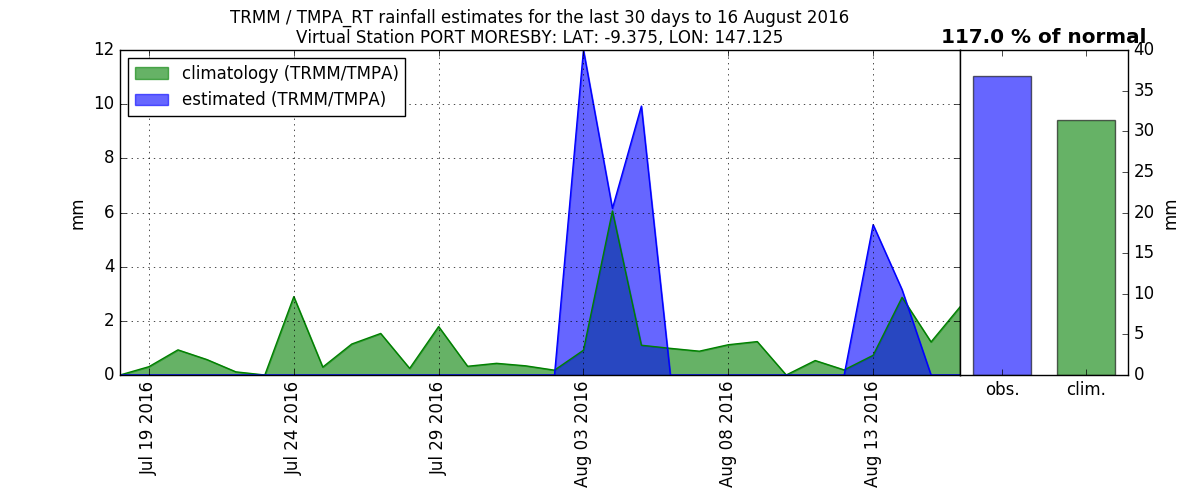 TRMM / TMPA_RT rainfall estimates for the last 30 days to 16 August 2016
Virtual Station PORT MORESBY: LAT: -9.375, LON: 147.125
117.0 % of normal
climatology (TRMM/TMPA)
estimated (TRMM/TMPA)
12
10
8
6
4
2
0
mm
Jul 19 2016
Jul 24 2016
Jul 29 2016
Aug 03 2016
Aug 08 2016
Aug 13 2016
obs.
clim.
40
35
30
25
20
15
10
5
0
mm